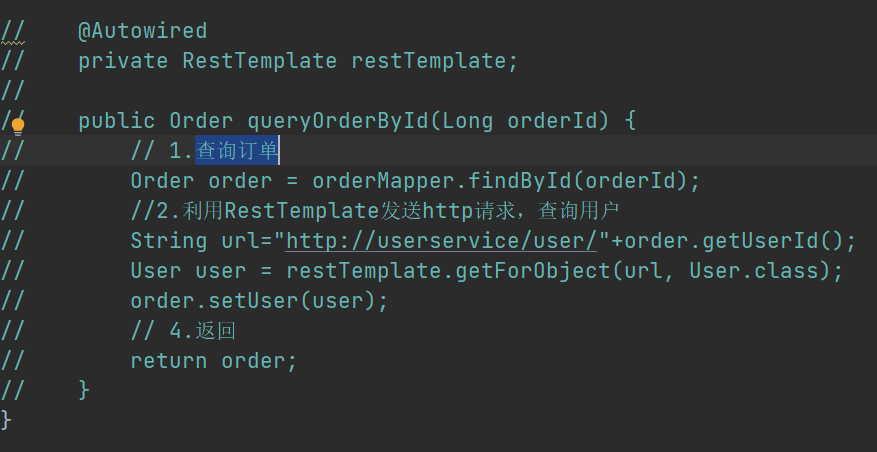 //    @Autowired
//    private RestTemplate restTemplate;
//
//    public Order queryOrderById(Long orderId) {
//        // 1.查询订单
//        Order order = orderMapper.findById(orderId);
//        //2.利用RestTemplate发送http请求，查询用户
//        String url="http://userservice/user/"+order.getUserId();
//        User user = restTemplate.getForObject(url, User.class);
//        order.setUser(user);
//        // 4.返回
//        return order;
//    }
}